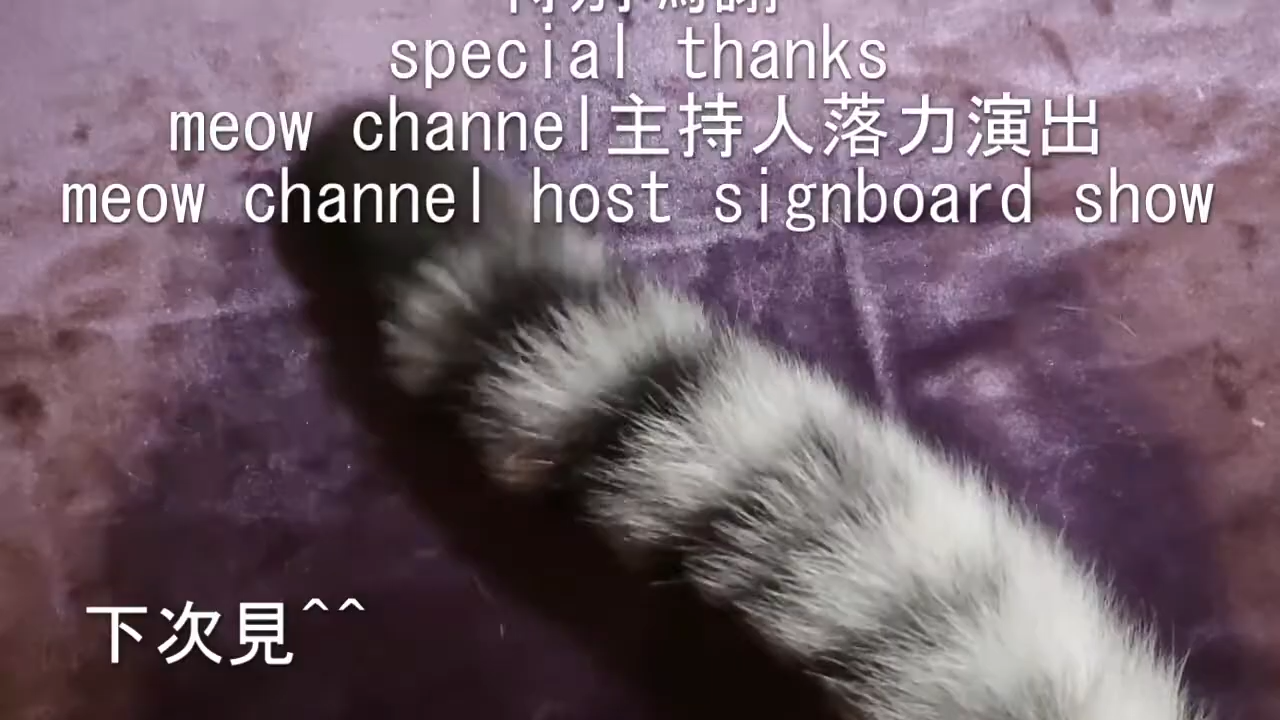 special thanks
meow channel主持人落力演出
meow channel host signboard show
下次見^^